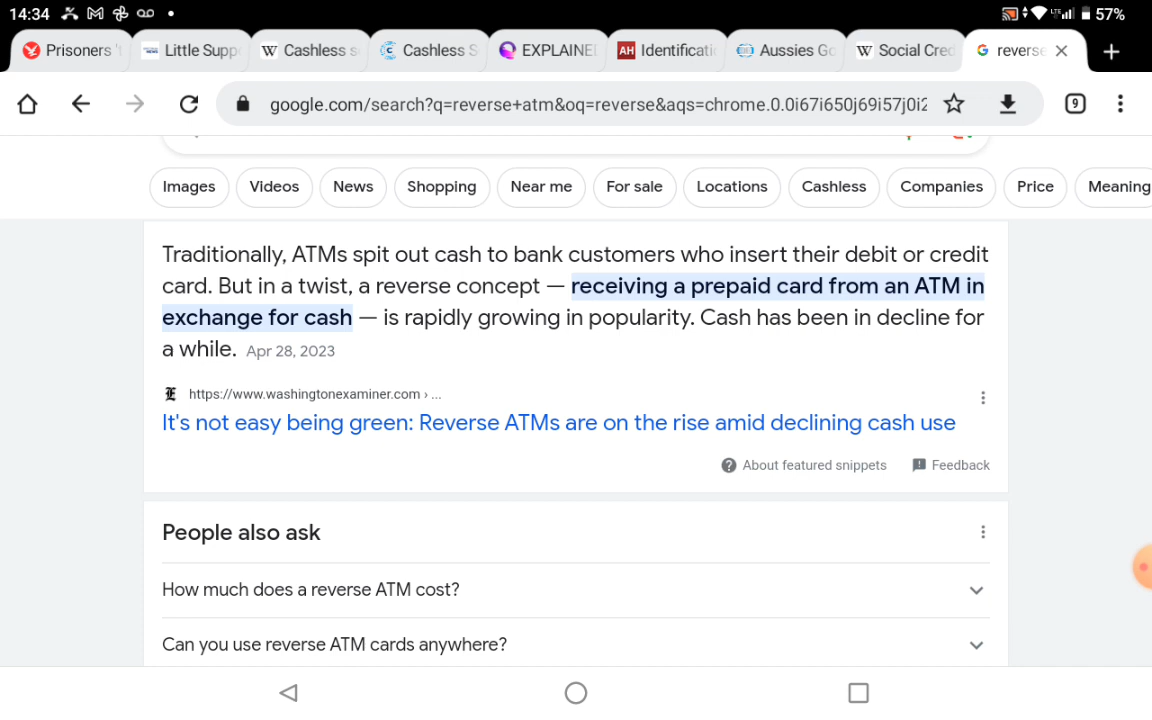 14:34
LTE 57%
Prisoners 't
Little Supp
Cashless s
Cashless S
EXPLAINE
AH Identificati
Aussies Go
Social Cred
reverse
google.com/search?q=reverse+atm&oq=reverse&aqs=chrome.0.0i67i650j69i57j0i2
9
Images
Videos
News
Shopping
Near me
For sale
Locations
Cashless
Companies
Price
Meaning
Traditionally, ATMs spit out cash to bank customers who insert their debit or credit
card. But in a twist, a reverse concept — receiving a prepaid card from an ATM in
exchange for cash — is rapidly growing in popularity. Cash has been in decline for
a while. Apr 28, 2023
https://www.washingtonexaminer.com › ...
It's not easy being green: Reverse ATMs are on the rise amid declining cash use
About featured snippets
Feedback
People also ask
How much does a reverse ATM cost?
Can you use reverse ATM cards anywhere?